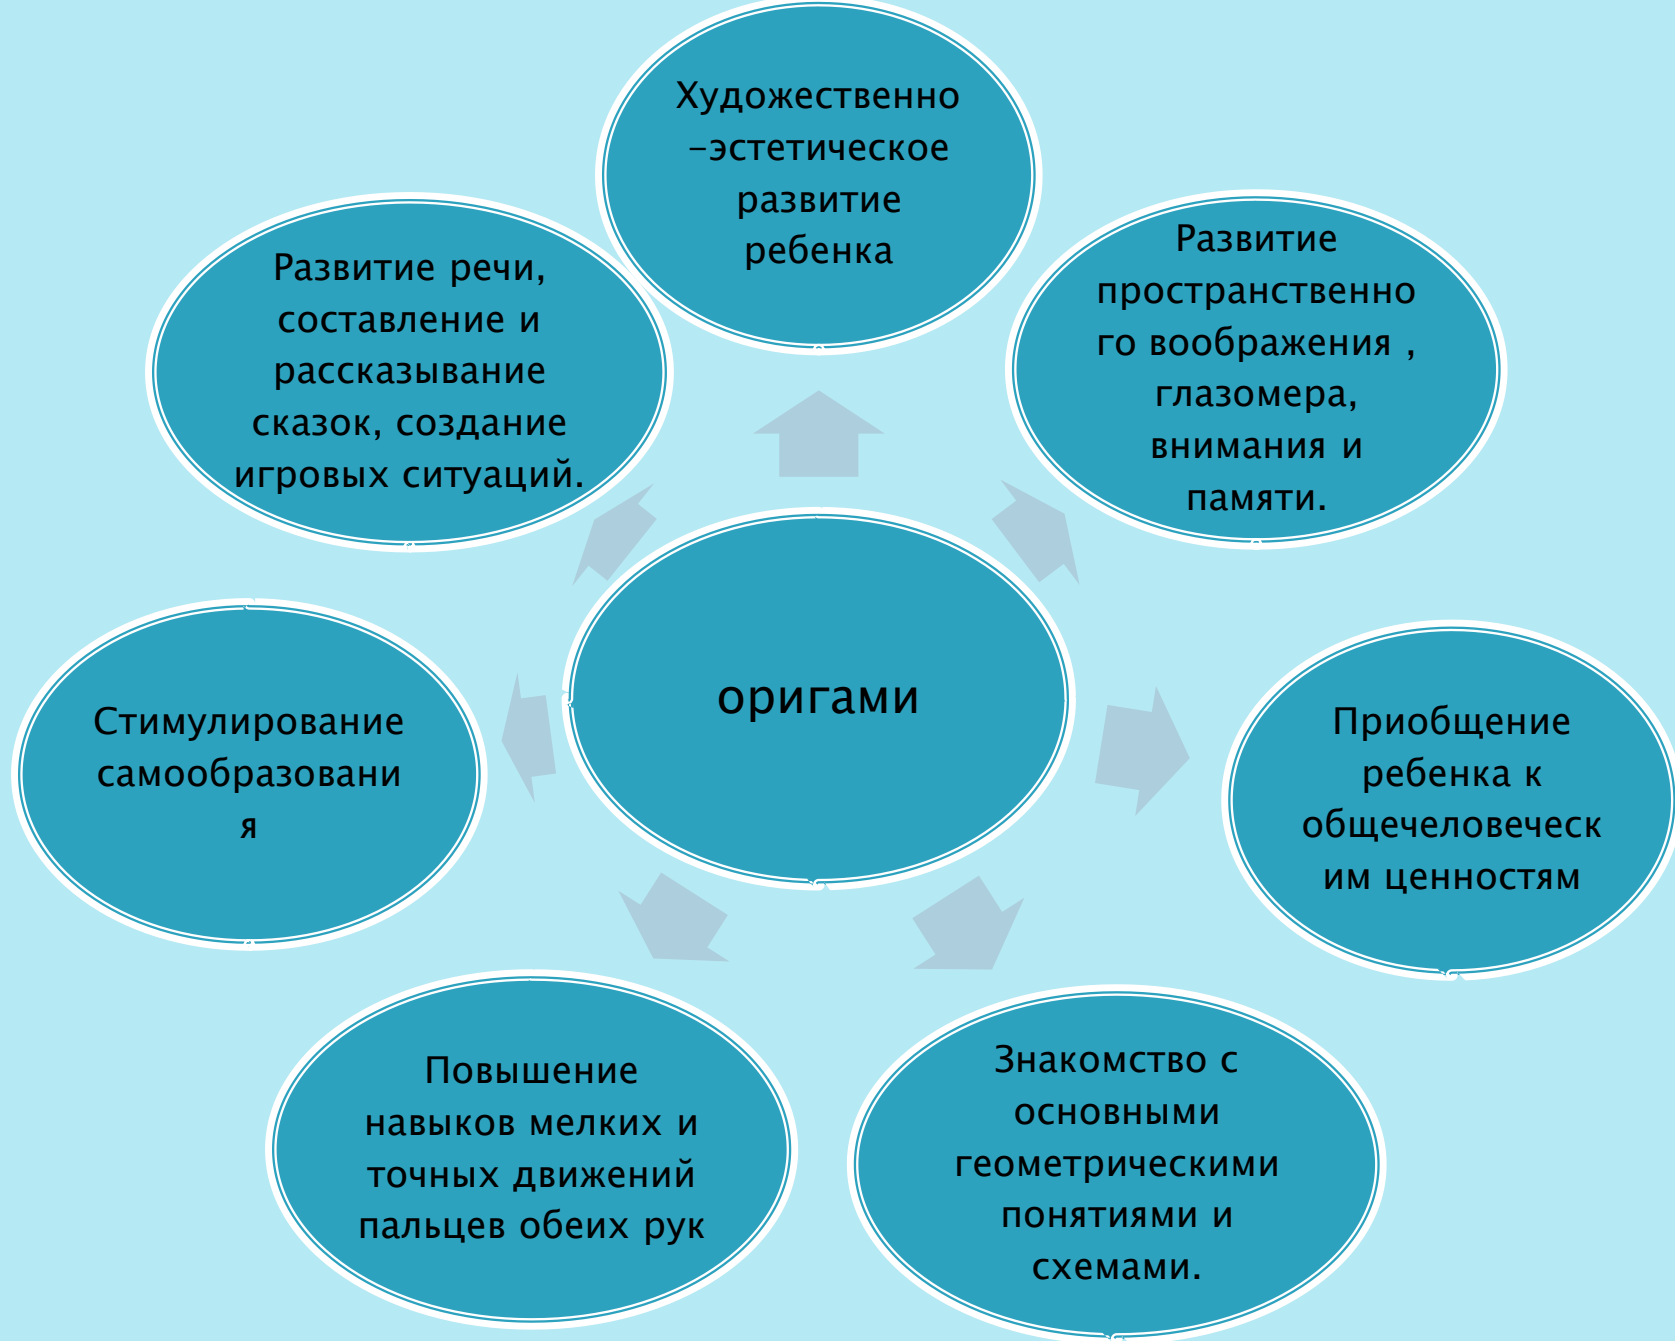 Художественно
-эстетическое
развитие
ребенка
Развитие речи,
составление и
рассказывание
сказок, создание
игровых ситуаций.
Развитие
пространственно
го воображения ,
глазомера,
внимания и
памяти.
оригами
Стимулирование
самообразовани
я
Приобщение
ребенка к
общечеловеческ
им ценностям
Повышение
навыков мелких и
точных движений
пальцев обеих рук
Знакомство с
основными
геометрическими
понятиями и
схемами.